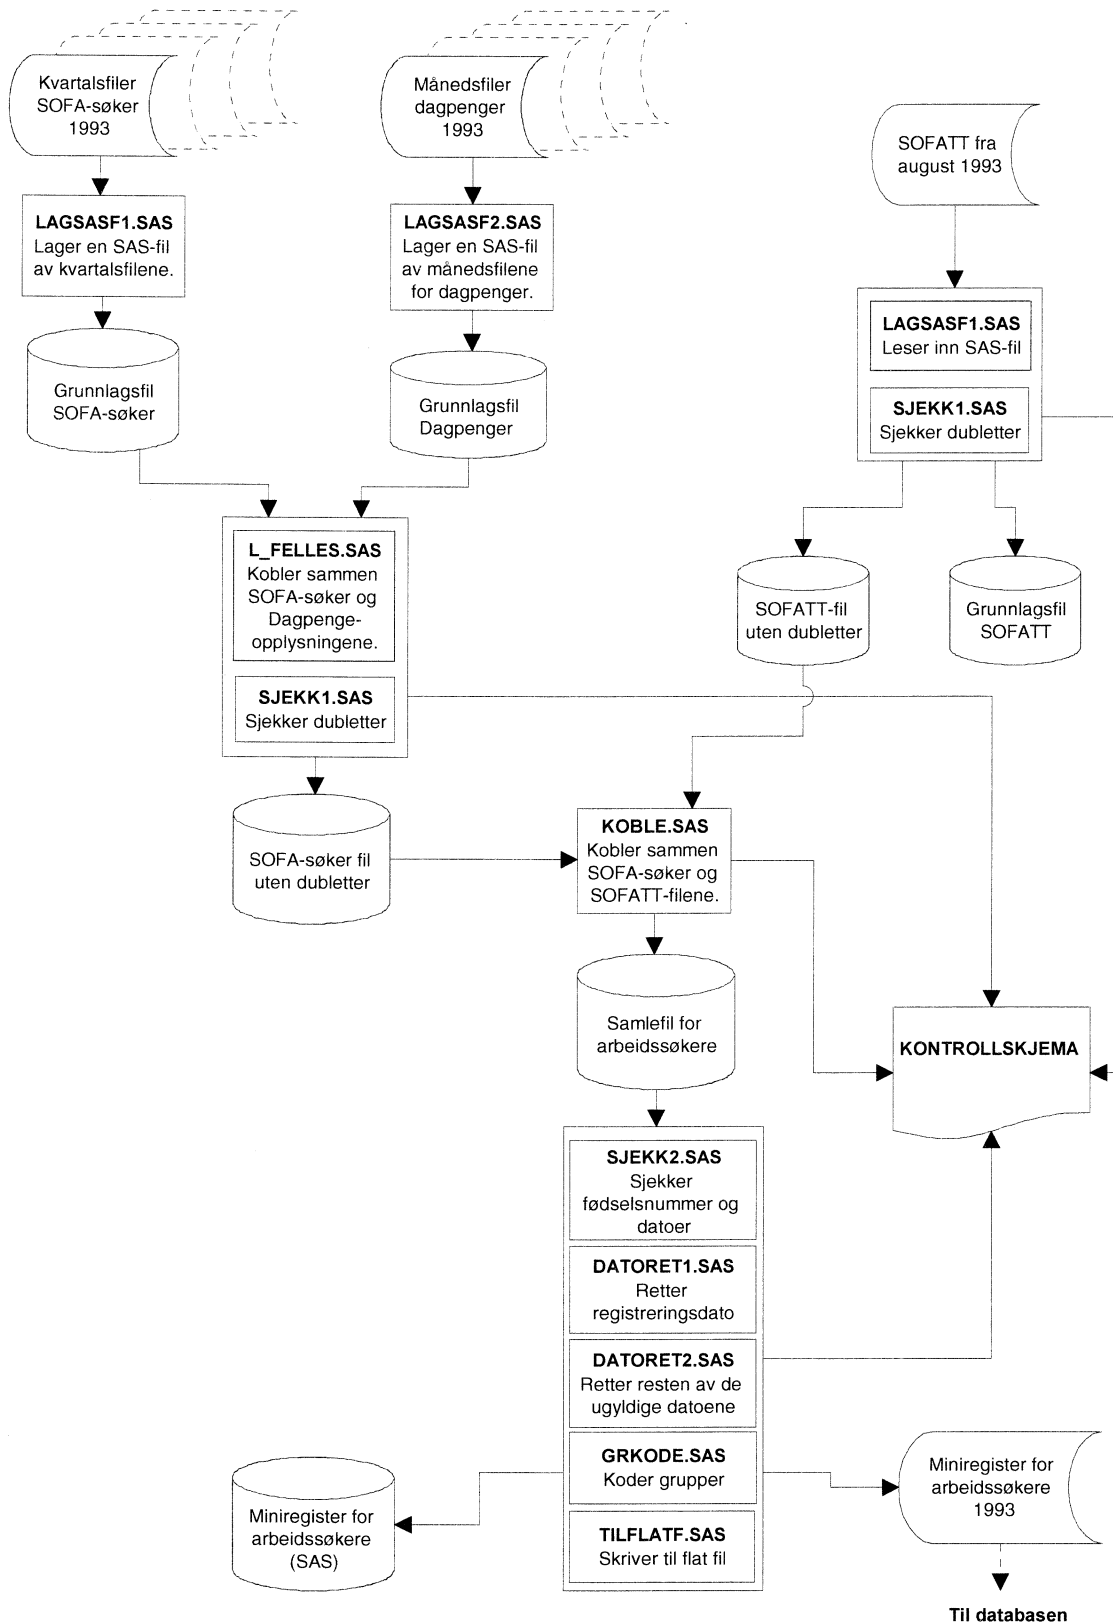 Kvartalsfiler
SOFA-søker
1993
Månedsfiler
dagpenger
1993
SOFATT fra
august 1993
LAGSASF1.SAS
Lager en SAS-fil
av kvartalsfilene.
LAGSASF2.SAS
Lager en SAS-fil
av månedsfilene
for dagpenger.
LAGSASF1.SAS
Leser inn SAS-fil
SJEKK1.SAS
Sjekker dubletter
Grunnlagsfil
SOFA-søker
Grunnlagsfil
Dagpenger
L_FELLES.SAS
Kobler sammen
SOFA-søker og
Dagpenge-
opplysningene.
SJEKK1.SAS
Sjekker dubletter
SOFATT-fil
uten dubletter
Grunnlagsfil
SOFATT
SOFA-søker fil
uten dubletter
KOBLE.SAS
Kobler sammen
SOFA-søker og
SOFATT-filene.
Samlefil for
arbeidssøkere
KONTROLLSKJEMA
SJEKK2.SAS
Sjekker
fødselsnummer og
datoer
DATORET1.SAS
Retter
registreringsdato
DATORET2.SAS
Retter resten av de
ugyldige datoene
GRKODE.SAS
Koder grupper
TILFLATF.SAS
Skriver til flat fil
Miniregister for
arbeidssøkere
(SAS)
Miniregister for
arbeidssøkere
1993
Til databasen